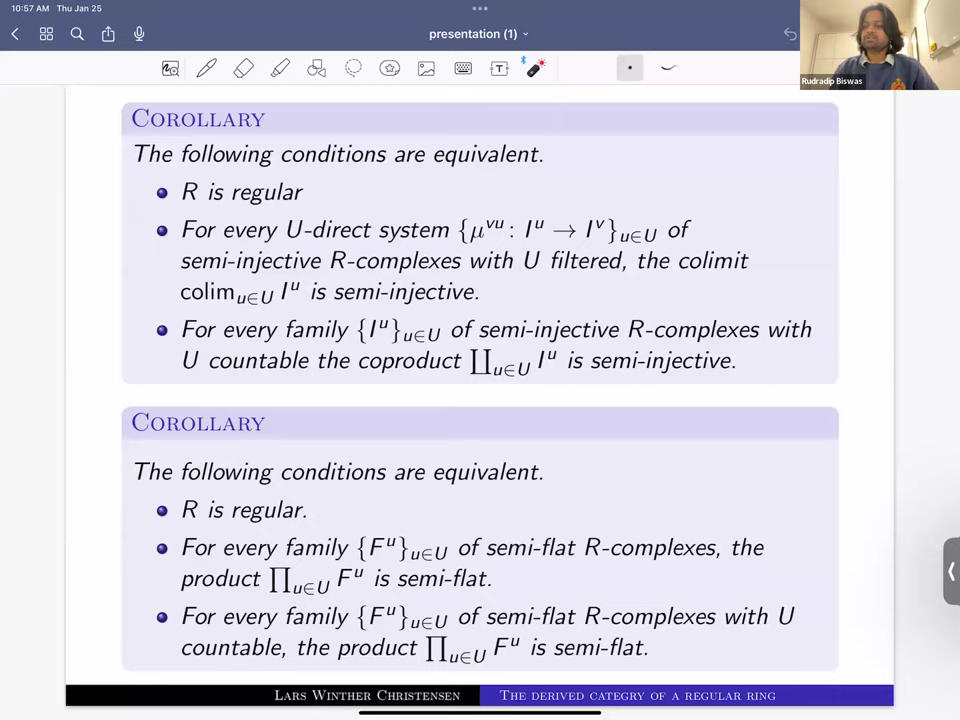 10:57 AM Thu Jan 25
presentation (1)
Rudradip Biswas
COROLLARY
The following conditions are equivalent.
R is regular
For every U-direct system {μ^{vu} : I^u → I^v}_{u∈U} of
semi-injective R-complexes with U filtered, the colimit
colim_{u∈U} I^u is semi-injective.
For every family {I^u}_{u∈U} of semi-injective R-complexes with
U countable the coproduct ∐_{u∈U} I^u is semi-injective.
COROLLARY
The following conditions are equivalent.
R is regular.
For every family {F^u}_{u∈U} of semi-flat R-complexes, the
product ∏_{u∈U} F^u is semi-flat.
For every family {F^u}_{u∈U} of semi-flat R-complexes with U
countable, the product ∏_{u∈U} F^u is semi-flat.
LARS WINTHER CHRISTENSEN THE DERIVED CATEGRY OF A REGULAR RING